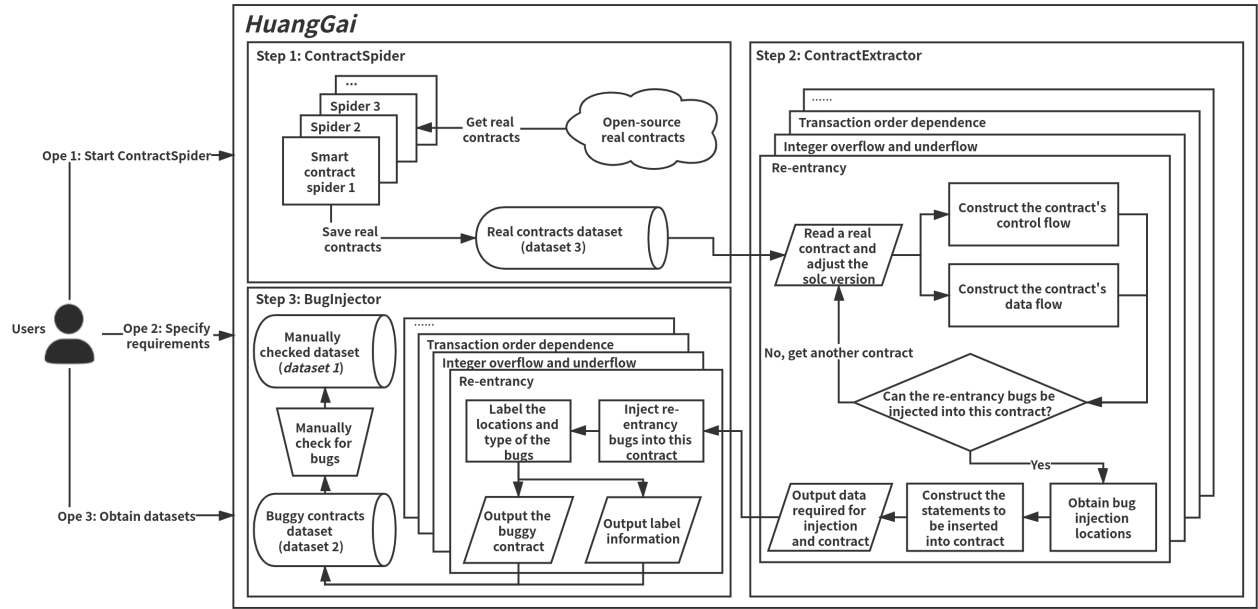 HuangGai
Step 1: ContractSpider
...
Spider 3
Spider 2
Smart
contract
spider 1
Get real
contracts
Open-source
real contracts
Save real
contracts
Real contracts dataset
(dataset 3)
Ope 1: Start ContractSpider
Users
Ope 2: Specify
requirements
Ope 3: Obtain datasets
Step 2: ContractExtractor
......
Transaction order dependence
Integer overflow and underflow
Re-entrancy
Read a real
contract and
adjust the
solc version
Construct the contract's
control flow
Construct the contract's
data flow
No, get another contract
Can the re-entrancy bugs be
injected into this contract?
Yes
Obtain bug
injection
locations
Construct the
statements to
be inserted
into contract
Output data
required for
injection
and contract
Step 3: BugInjector
Manually
checked dataset
(dataset 1)
Manually
check for
bugs
Buggy contracts
dataset
(dataset 2)
......
Transaction order dependence
Integer overflow and underflow
Re-entrancy
Label the
locations and
type of the
bugs
Inject re-
entrancy
bugs into this
contract
Output the
buggy
contract
Output label
information